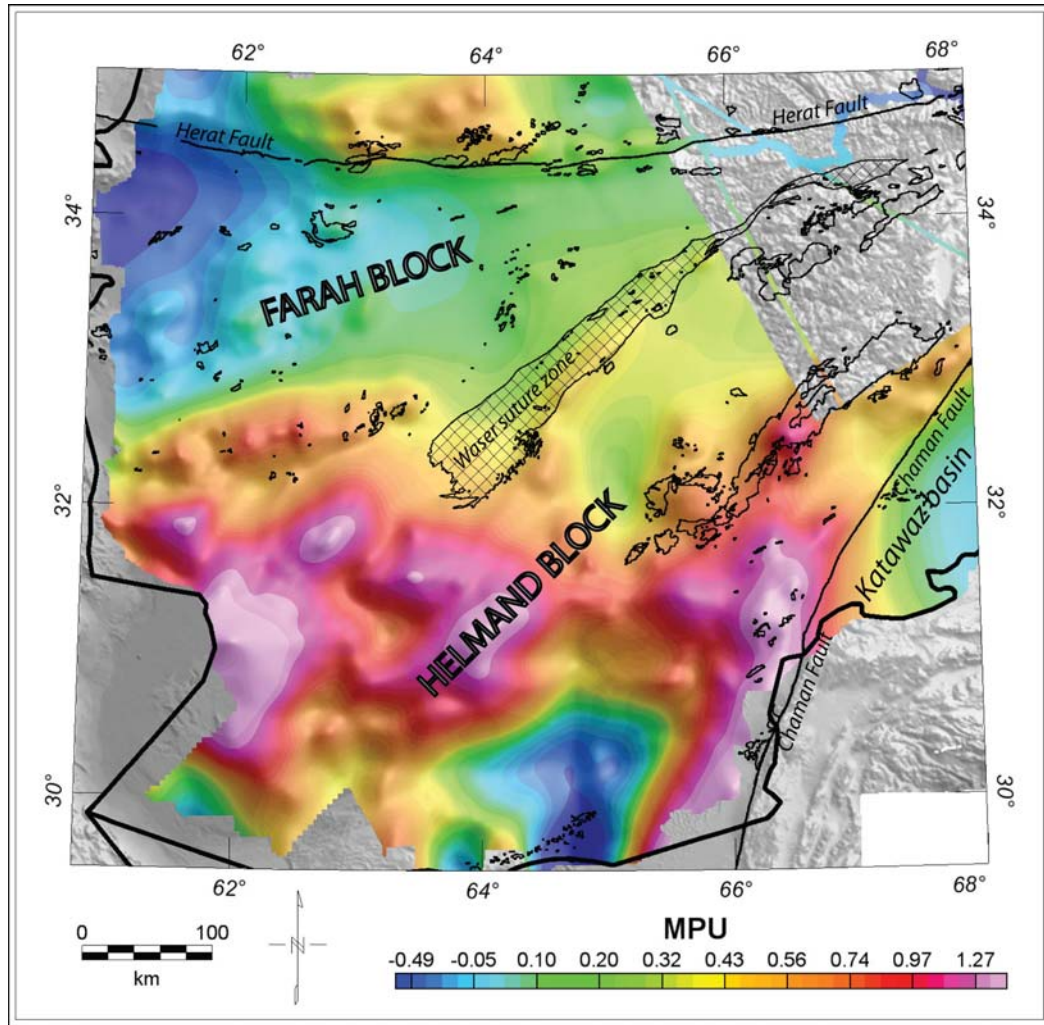 62° 64° 66° 68°
Herat Fault
Herat Fault
34° 34°
FARAH BLOCK
Waser suture zone
Chaman Fault
32° 32°
Katawaz basin
HELMAND BLOCK
Chaman Fault
30° 30°
62° 64° 66° 68°
0 100
km
N
MPU
-0.49 -0.05 0.10 0.20 0.32 0.43 0.56 0.74 0.97 1.27